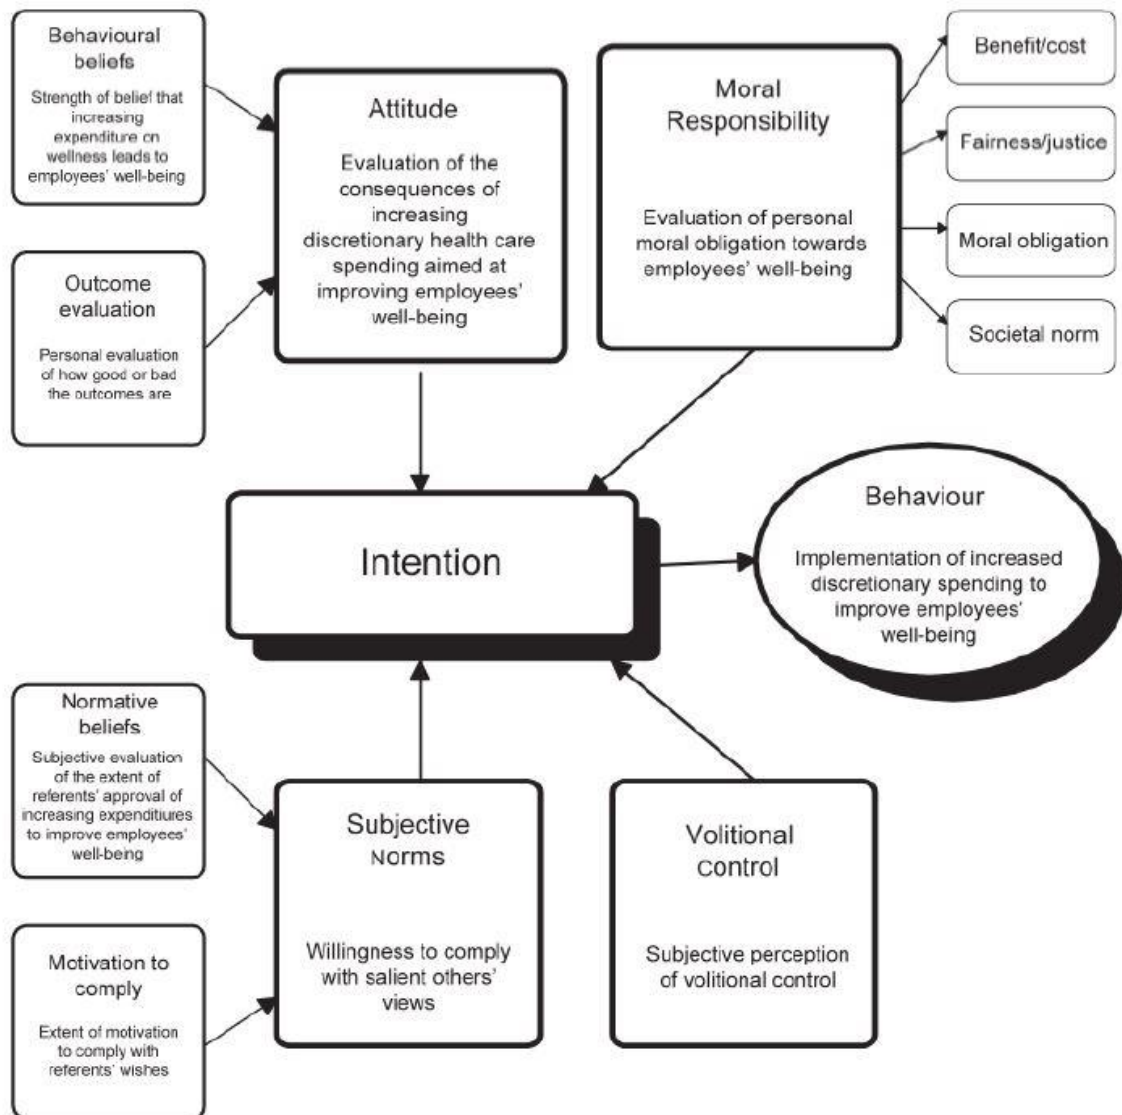 Behavioural
beliefs
Strength of belief that
increasing
expenditure on
wellness leads to
employees' well-being
Outcome
evaluation
Personal evaluation
of how good or bad
the outcomes are
Attitude
Evaluation of the
consequences of
increasing
discretionary health care
spending aimed at
improving employees'
well-being
Moral
Responsibility
Evaluation of personal
moral obligation towards
employees' well-being
Benefit/cost
Fairness/justice
Moral obligation
Societal norm
Intention
Behaviour
Implementation of increased
discretionary spending to
improve employees'
well-being
Normative
beliefs
Subjective evaluation
of the extent of
referents' approval of
increasing expenditiures
to improve employees'
well-being
Motivation to
comply
Extent of motivation
to comply with
referents' wishes
Subjective
Norms
Willingness to comply
with salient others'
views
Volitional
control
Subjective perception
of volitional control